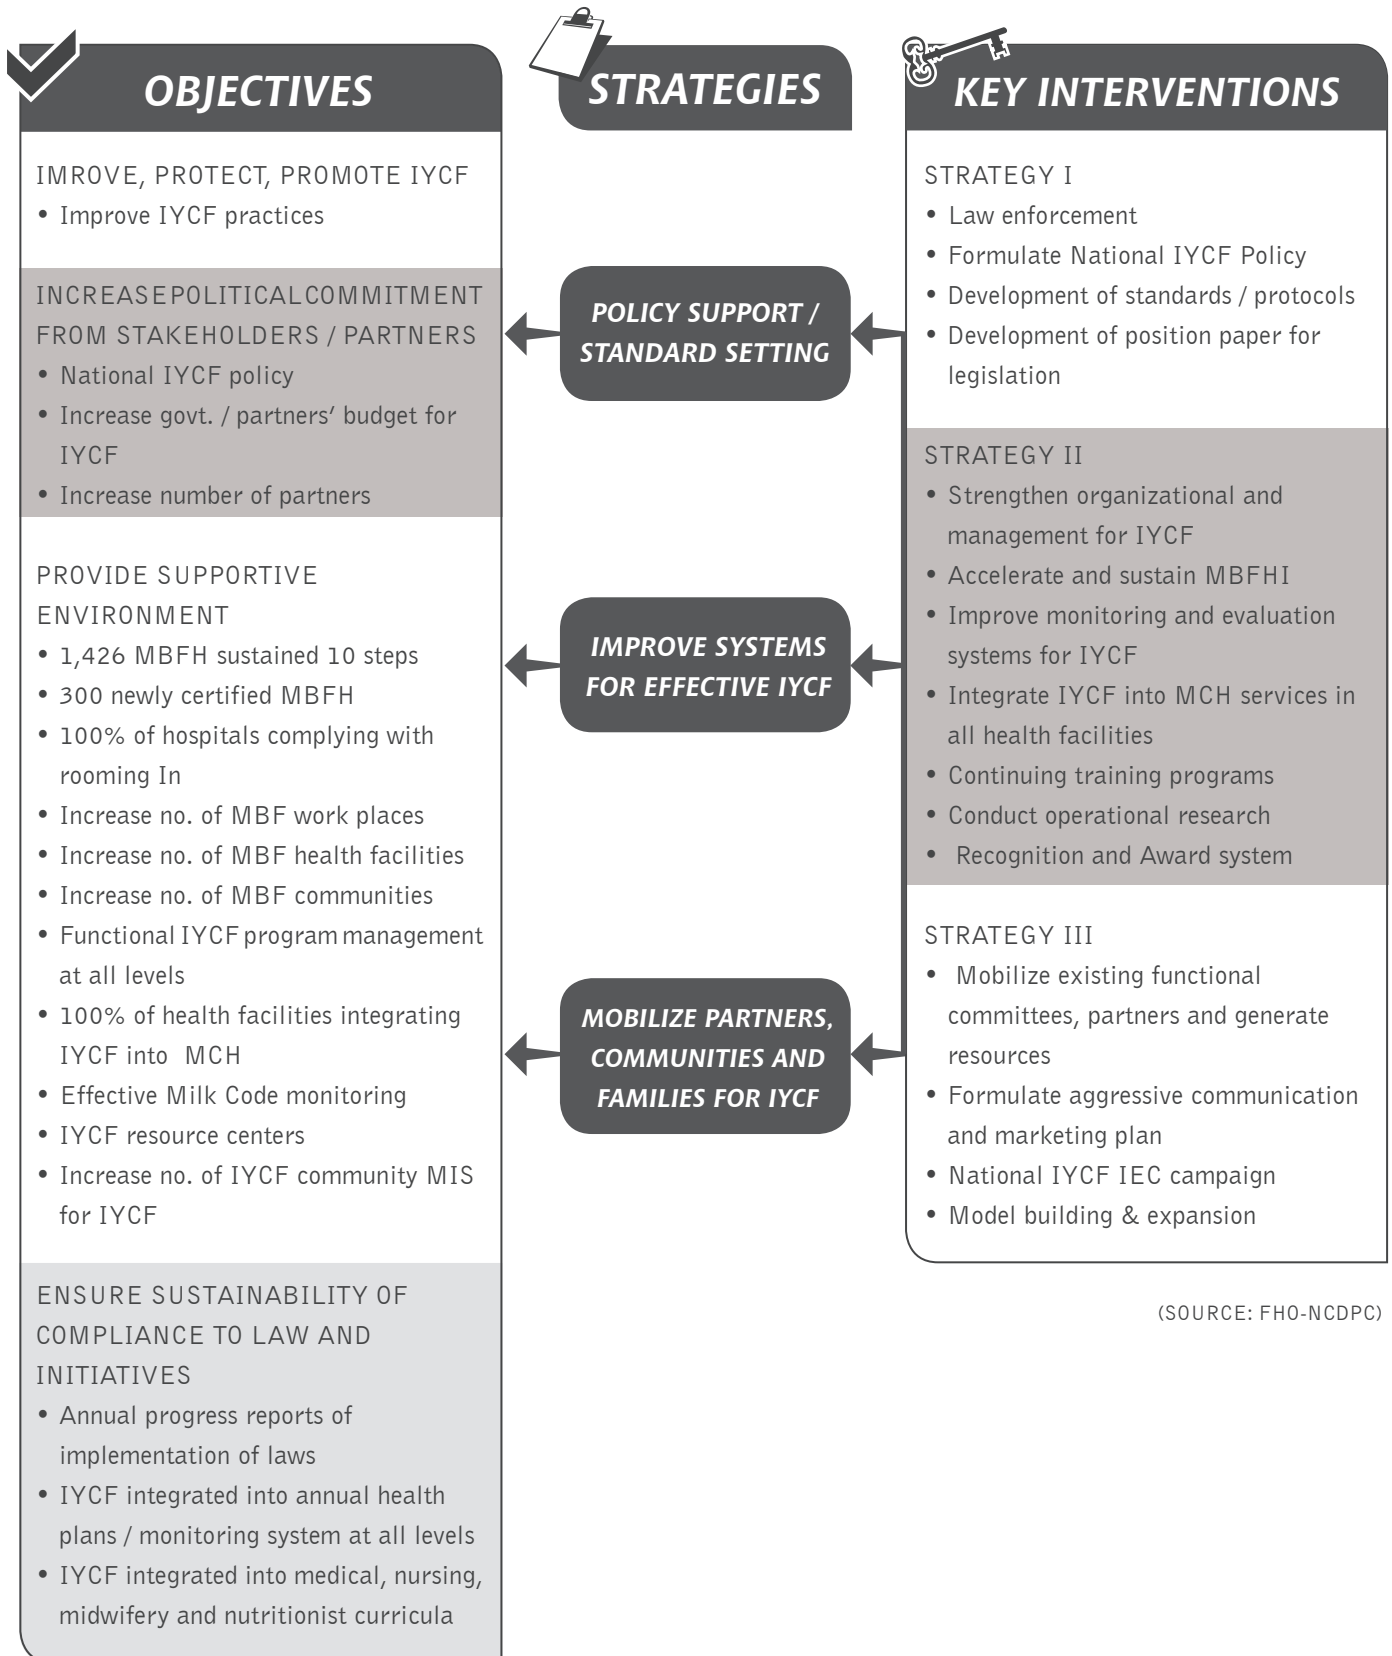 OBJECTIVES
IMROVE, PROTECT, PROMOTE IYCF
• Improve IYCF practices
INCREASE POLITICAL COMMITMENT
FROM STAKEHOLDERS / PARTNERS
• National IYCF policy
• Increase govt. / partners’ budget for
IYCF
• Increase number of partners
PROVIDE SUPPORTIVE
ENVIRONMENT
• 1,426 MBFH sustained 10 steps
• 300 newly certified MBFH
• 100% of hospitals complying with
rooming In
• Increase no. of MBF work places
• Increase no. of MBF health facilities
• Increase no. of MBF communities
• Functional IYCF program management
at all levels
• 100% of health facilities integrating
IYCF into MCH
• Effective Milk Code monitoring
• IYCF resource centers
• Increase no. of IYCF community MIS
for IYCF
ENSURE SUSTAINABILITY OF
COMPLIANCE TO LAW AND
INITIATIVES
• Annual progress reports of
implementation of laws
• IYCF integrated into annual health
plans / monitoring system at all levels
• IYCF integrated into medical, nursing,
midwifery and nutritionist curricula
STRATEGIES
POLICY SUPPORT /
STANDARD SETTING
IMPROVE SYSTEMS
FOR EFFECTIVE IYCF
MOBILIZE PARTNERS,
COMMUNITIES AND
FAMILIES FOR IYCF
KEY INTERVENTIONS
STRATEGY I
• Law enforcement
• Formulate National IYCF Policy
• Development of standards / protocols
• Development of position paper for
legislation
STRATEGY II
• Strengthen organizational and
management for IYCF
• Accelerate and sustain MBFHI
• Improve monitoring and evaluation
systems for IYCF
• Integrate IYCF into MCH services in
all health facilities
• Continuing training programs
• Conduct operational research
• Recognition and Award system
STRATEGY III
• Mobilize existing functional
committees, partners and generate
resources
• Formulate aggressive communication
and marketing plan
• National IYCF IEC campaign
• Model building & expansion
(SOURCE: FHO-NCDPC)